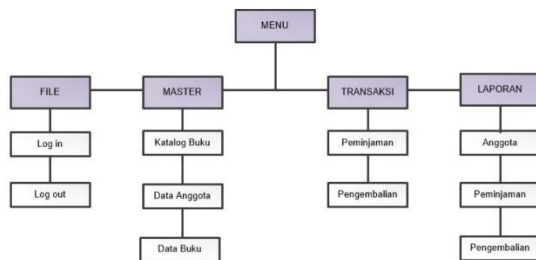 MENU
FILE
MASTER
TRANSAKSI
LAPORAN
Log in
Katalog Buku
Peminjaman
Anggota
Log out
Data Anggota
Pengembalian
Peminjaman
Data Buku
Pengembalian